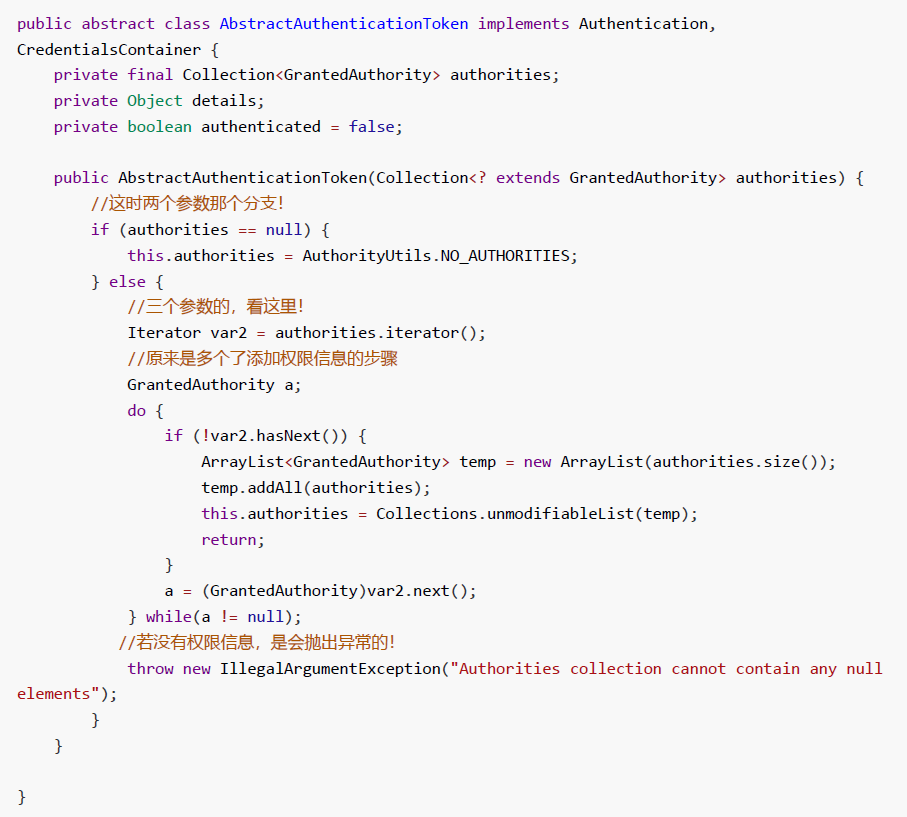 public abstract class AbstractAuthenticationToken implements Authentication,
CredentialsContainer {
    private final Collection<GrantedAuthority> authorities;
    private Object details;
    private boolean authenticated = false;

    public AbstractAuthenticationToken(Collection<? extends GrantedAuthority> authorities) {
        //这时两个参数那个分支！
        if (authorities == null) {
            this.authorities = AuthorityUtils.NO_AUTHORITIES;
        } else {
            //三个参数的，看这里！
            Iterator var2 = authorities.iterator();
            //原来是多个了添加权限信息的步骤
            GrantedAuthority a;
            do {
                if (!var2.hasNext()) {
                    ArrayList<GrantedAuthority> temp = new ArrayList(authorities.size());
                    temp.addAll(authorities);
                    this.authorities = Collections.unmodifiableList(temp);
                    return;
                }
                a = (GrantedAuthority)var2.next();
            } while(a != null);
           //若没有权限信息，是会抛出异常的！
            throw new IllegalArgumentException("Authorities collection cannot contain any null
elements");
        }
    }

}